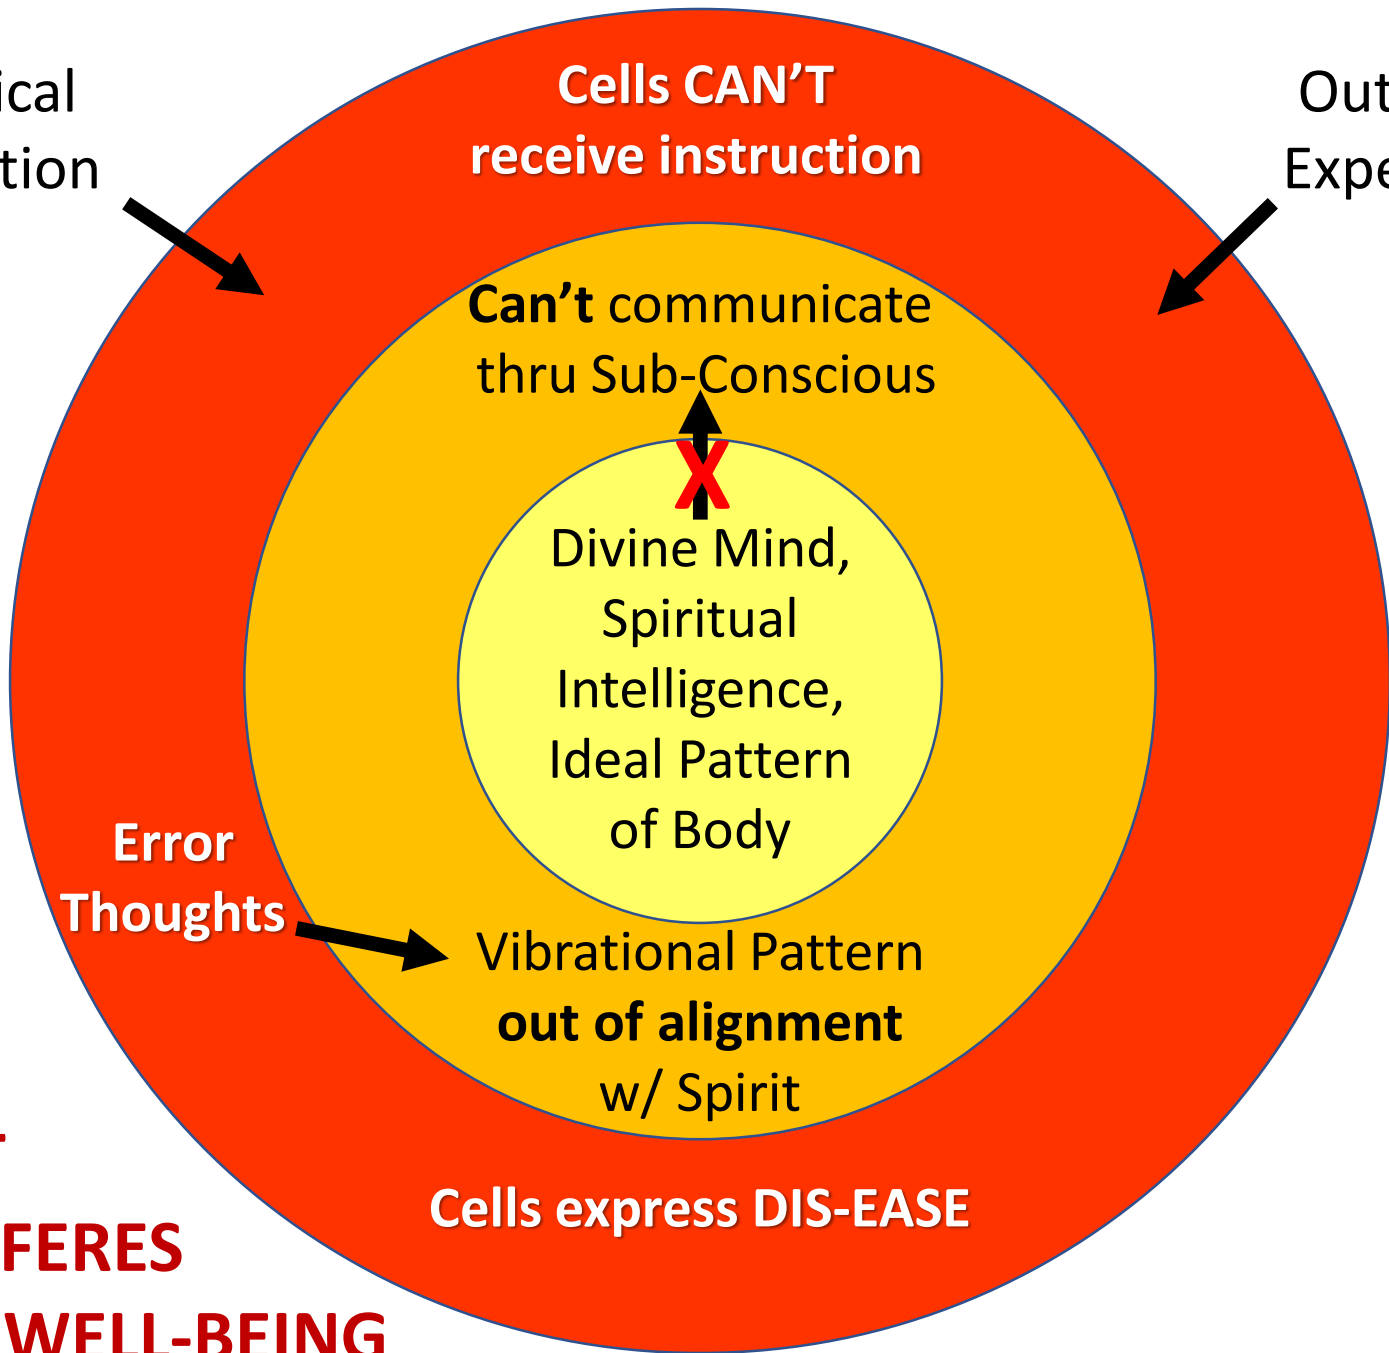 ical
tion
Cells CAN'T
receive instruction
Out
Expe
Can't communicate
thru Sub-Conscious
X
Divine Mind,
Spiritual
Intelligence,
Ideal Pattern
of Body
Error
Thoughts
Vibrational Pattern
out of alignment
w/ Spirit
Cells express DIS-EASE
FERES
WELL-BEING